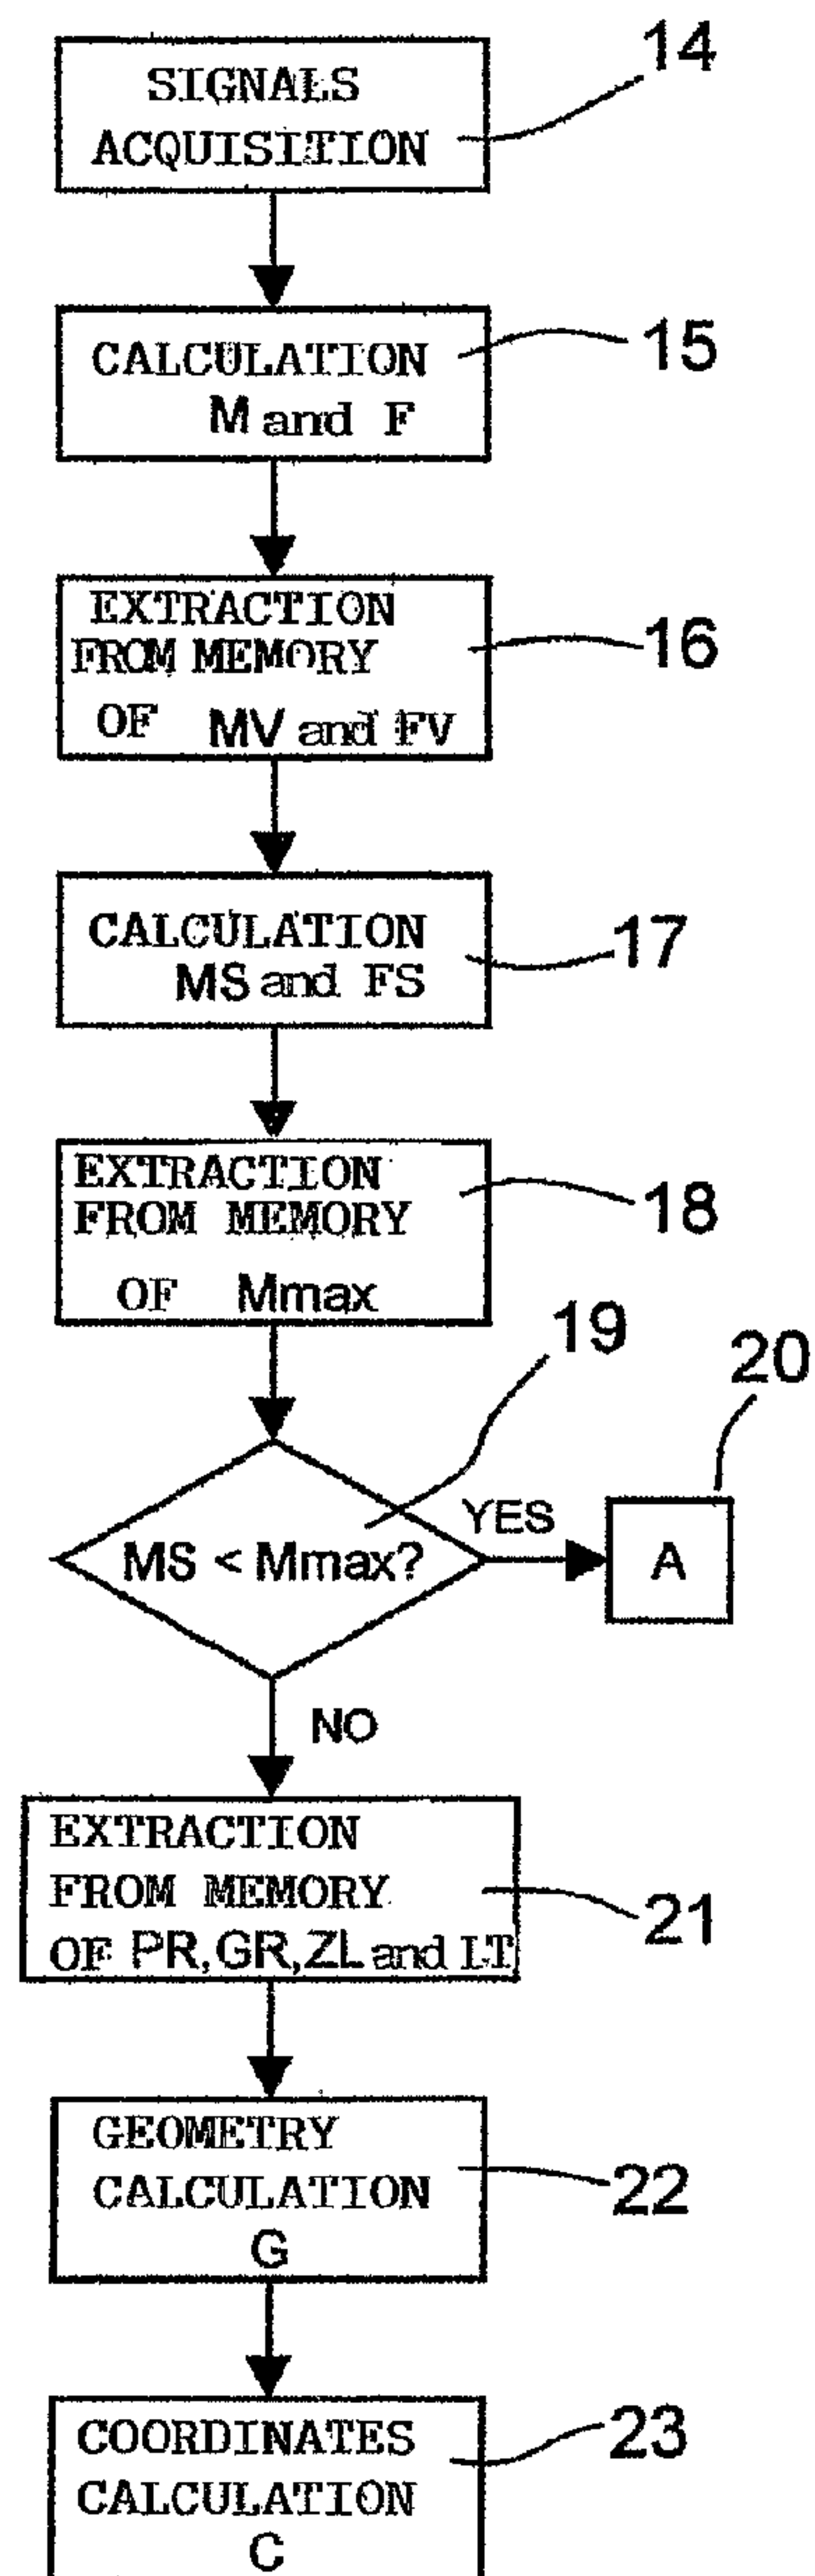 SIGNALS
ACQUISITION
14
CALCULATION
M and F
15
EXTRACTION
FROM MEMORY
OF MV and FV
16
CALCULATION
MS and FS
17
EXTRACTION
FROM MEMORY
OF Mmax
18
19
20
MS < Mmax?
YES
A
NO
EXTRACTION
FROM MEMORY
OF PR,GR,ZL and LT
21
GEOMETRY
CALCULATION
G
22
COORDINATES
CALCULATION
C
23